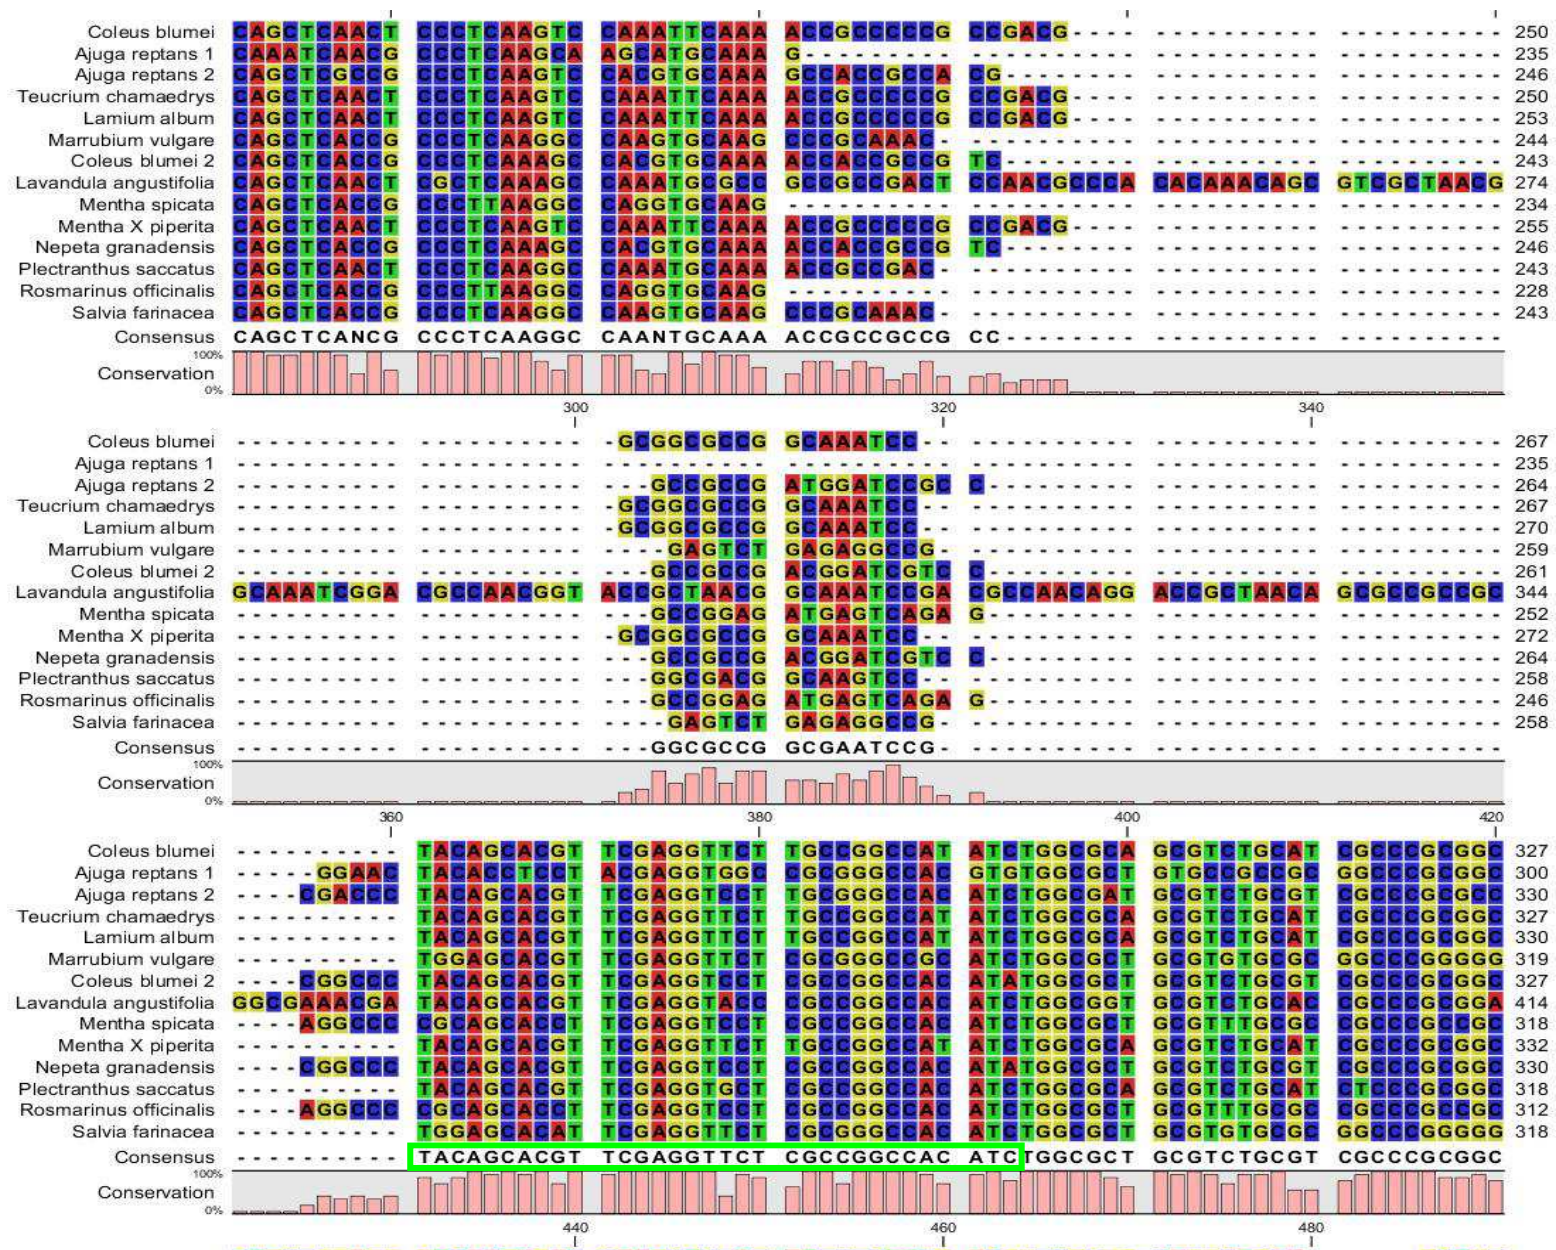 Coleus blumei CAGCTCAACT CCCTCAAGTC CAAATTCAAA ACCGCCCCCG CCGACG---- ---------- ---------- 250
Ajuga reptans 1 CAAATCAACG CCCTCAAGCA AGCATGCAAA G--------- ---------- ---------- ---------- 235
Ajuga reptans 2 CAGCTCGCCG CCCTCAAGTC CACGTGCAAA GCCACCGCCA CG-------- ---------- ---------- 246
Teucrium chamaedrys CAGCTCAACT CCCTCAAGTC CAAATTCAAA ACCGCCCCCG CCGACG---- ---------- ---------- 250
Lamium album CAGCTCAACT CCCTCAAGTC CAAATTCAAA ACCGCCCCCG CCGACG---- ---------- ---------- 253
Marrubium vulgare CAGCTCACCG CCCTCAAGGC CAAGTGCAAG CCCGCAAAC- ---------- ---------- ---------- 244
Coleus blumei 2 CAGCTCACCG CCCTCAAAGC CACGTGCAAA ACCACCGCCG TC-------- ---------- ---------- 243
Lavandula angustifolia CAGCTCAACT CGCTCAAAGC CAAATGCGCC GCCGCCGACT CCAACGCCCA CACAAACAGC GTCGCTAACG 274
Mentha spicata CAGCTCACCG CCCTTAAGGC CAGGTGCAAG ---------- ---------- ---------- ---------- 234
Mentha X piperita CAGCTCAACT CCCTCAAGTC CAAATTCAAA ACCGCCCCCG CCGACG---- ---------- ---------- 255
Nepeta granadensis CAGCTCACCG CCCTCAAAGC CACGTGCAAA ACCACCGCCG TC-------- ---------- ---------- 246
Plectranthus saccatus CAGCTCAACT CCCTCAAGGC CAAATGCAAA ACCGCCGAC- ---------- ---------- ---------- 243
Rosmarinus officinalis CAGCTCACCG CCCTTAAGGC CAGGTGCAAG ---------- ---------- ---------- ---------- 228
Salvia farinacea CAGCTCACCG CCCTCAAGGC CAAGTGCAAG CCCGCAAAC- ---------- ---------- ---------- 243
Consensus CAGCTCANCG CCCTCAAGGC CAANTGCAAA ACCGCCGCCG CC-------- ---------- ----------
100%
Conservation
0%
300 320 340
Coleus blumei ---------- ---------- -GCGGCGCCG GCAAATCC-- ---------- ---------- ---------- 267
Ajuga reptans 1 ---------- ---------- ---------- ---------- ---------- ---------- ---------- 235
Ajuga reptans 2 ---------- ---------- ---GCCGCCG ATGGATCCGC C--------- ---------- ---------- 264
Teucrium chamaedrys ---------- ---------- -GCGGCGCCG GCAAATCC-- ---------- ---------- ---------- 267
Lamium album ---------- ---------- -GCGGCGCCG GCAAATCC-- ---------- ---------- ---------- 270
Marrubium vulgare ---------- ---------- ----GAGTCT GAGAGGCCG- ---------- ---------- ---------- 259
Coleus blumei 2 ---------- ---------- ---GCCGCCG ACGGATCGTC C--------- ---------- ---------- 261
Lavandula angustifolia GCAAATCGGA CGCCAACGGT ACCGCTAACG GCAAATCCGA CGCCAACAGG ACCGCTAACA GCGCCGCCGC 344
Mentha spicata ---------- ---------- ---GCCGGAG ATGAGTCAGA G--------- ---------- ---------- 252
Mentha X piperita ---------- ---------- -GCGGCGCCG GCAAATCC-- ---------- ---------- ---------- 272
Nepeta granadensis ---------- ---------- ---GCCGCCG ACGGATCGTC C--------- ---------- ---------- 264
Plectranthus saccatus ---------- ---------- ---GGCGACG GCAAGTCC-- ---------- ---------- ---------- 258
Rosmarinus officinalis ---------- ---------- ---GCCGGAG ATGAGTCAGA G--------- ---------- ---------- 246
Salvia farinacea ---------- ---------- ----GAGTCT GAGAGGCCG- ---------- ---------- ---------- 258
Consensus ---------- ---------- ---GGCGCCG GCGAATCCG- ---------- ---------- ----------
100%
Conservation
0%
360 380 400 420
Coleus blumei ---------- TACAGCACGT TCGAGGTTCT TGCCGGCCAT ATCTGGCGCA GCGTCTGCAT CGCCCGCGGC 327
Ajuga reptans 1 -----GGAAC TACACCTCCT ACGAGGTGGC CGCGGGCCAC GTGTGGCGCT GTGCCGCCGC GGCCCGCGGC 300
Ajuga reptans 2 ----CGACCC TACAGCACGT TCGAGGTCCT TGCGGGCCAC ATCTGGCGAT GCGTCTGCGT CGCCCGCGCC 330
Teucrium chamaedrys ---------- TACAGCACGT TCGAGGTTCT TGCCGGCCAT ATCTGGCGCA GCGTCTGCAT CGCCCGCGGC 327
Lamium album ---------- TACAGCACGT TCGAGGTTCT TGCCGGCCAT ATCTGGCGCA GCGTCTGCAT CGCCCGCGGC 330
Marrubium vulgare ---------- TGGAGCACGT TCGAGGTTCT CGCGGGCCGC ATCTGGCGCT GCGTGTGCGC GGCCCGGGGG 319
Coleus blumei 2 ----CGGCCC TACAGCACGT TCGAGGTCCT CGCCGGCCAC ATATGGCGCT GCGTCTGCGT CGCCCGCGGC 327
Lavandula angustifolia GGCGAAACGA TACAGCACGT TCGAGGTACC CGCCGGCCAC ATCTGGCGGT GCGTCTGCAC CGCCCGCGGA 414
Mentha spicata ----AGGCCC CGCAGCACCT TCGAGGTCCT CGCCGGCCAC ATCTGGCGCT GCGTTTGCGC CGCCCGCCGC 318
Mentha X piperita ---------- TACAGCACGT TCGAGGTTCT TGCCGGCCAT ATCTGGCGCA GCGTCTGCAT CGCCCGCGGC 332
Nepeta granadensis ----CGGCCC TACAGCACGT TCGAGGTCCT CGCCGGCCAC ATATGGCGCT GCGTCTGCGT CGCCCGCGGC 330
Plectranthus saccatus ---------- TACAGCACGT TCGAGGTGCT CGCCGGCCAC ATCTGGCGCA GCGTCTGCAT CTCCCGCGGC 318
Rosmarinus officinalis ----AGGCCC CGCAGCACCT TCGAGGTCCT CGCCGGCCAC ATCTGGCGCT GCGTTTGCGC CGCCCGCCGC 312
Salvia farinacea ---------- TGGAGCACAT TCGAGGTTCT CGCGGGCCAC ATCTGGCGCT GCGTGTGCGC GGCCCGGGGG 318
Consensus ---------- TACAGCACGT TCGAGGTTCT CGCCGGCCAC ATCTGGCGCT GCGTCTGCGT CGCCCGCGGC
100%
Conservation
0%
440 460 480